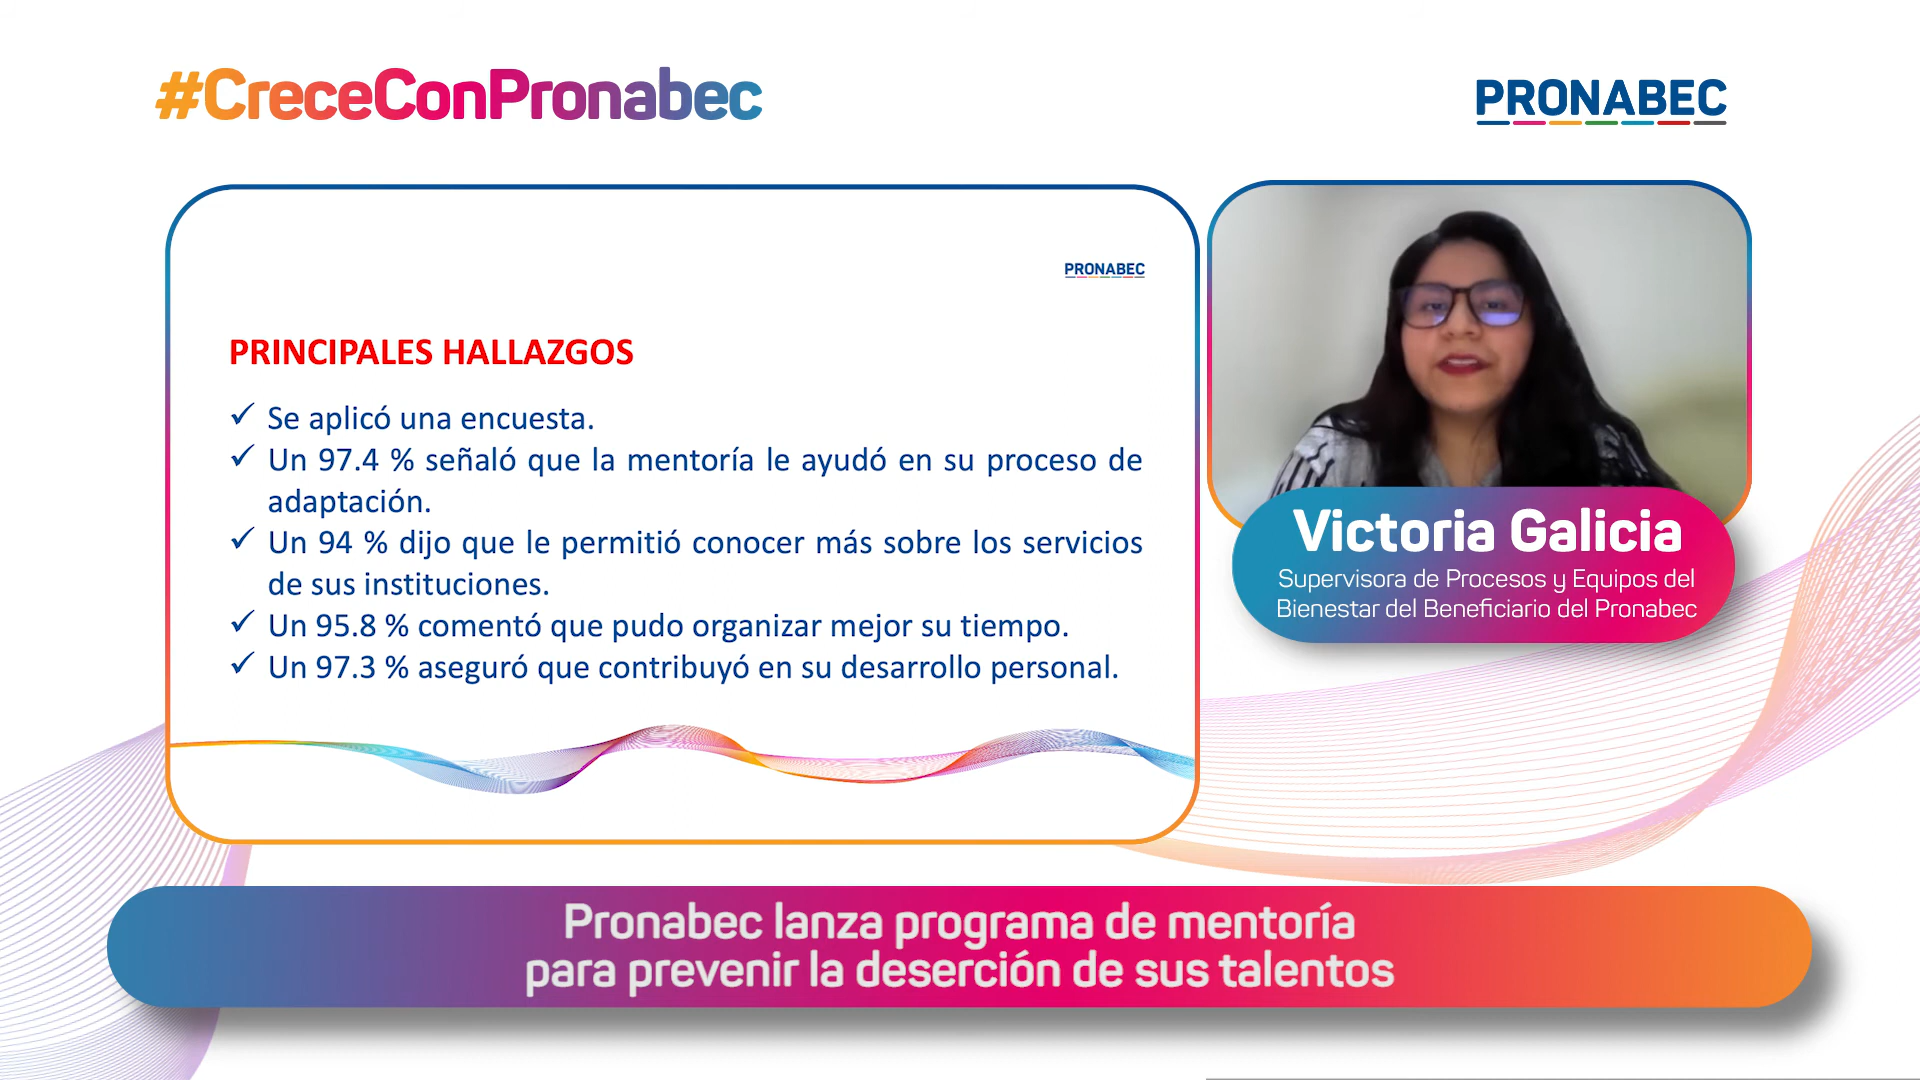 #CreceConPronabec
PRONABEC
PRONABEC
PRINCIPALES HALLAZGOS
✓ Se aplicó una encuesta.
✓ Un 97.4 % señaló que la mentoría le ayudó en su proceso de
adaptación.
✓ Un 94 % dijo que le permitió conocer más sobre los servicios
de sus instituciones.
✓ Un 95.8 % comentó que pudo organizar mejor su tiempo.
✓ Un 97.3 % aseguró que contribuyó en su desarrollo personal.
Victoria Galicia
Supervisora de Procesos y Equipos del
Bienestar del Beneficiario del Pronabec
Pronabec lanza programa de mentoría
para prevenir la deserción de sus talentos